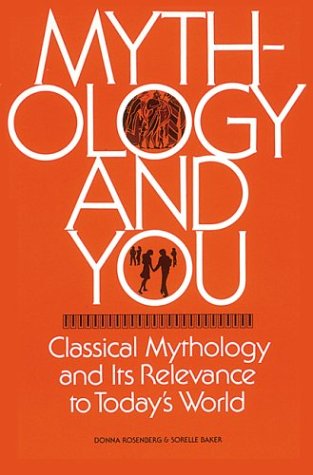 MYTH-
OLOGY
AND
YOU
Classical Mythology
and Its Relevance
to Today's World
DONNA ROSENBERG & SORELLE BAKER